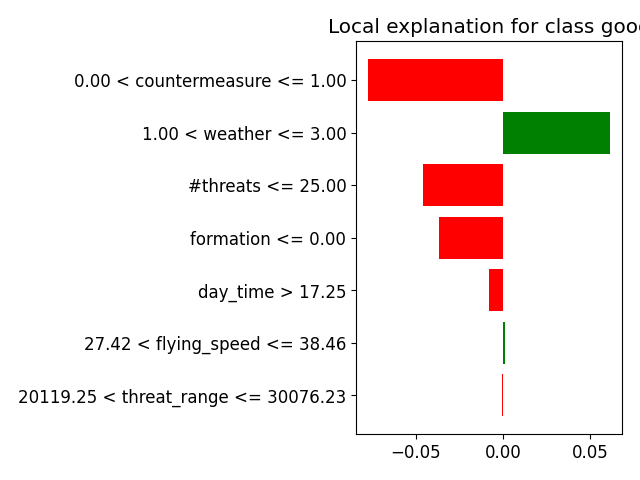 Local explanation for class goo
0.00 < countermeasure <= 1.00
1.00 < weather <= 3.00
#threats <= 25.00
formation <= 0.00
day_time > 17.25
27.42 < flying_speed <= 38.46
20119.25 < threat_range <= 30076.23
−0.05 0.00 0.05